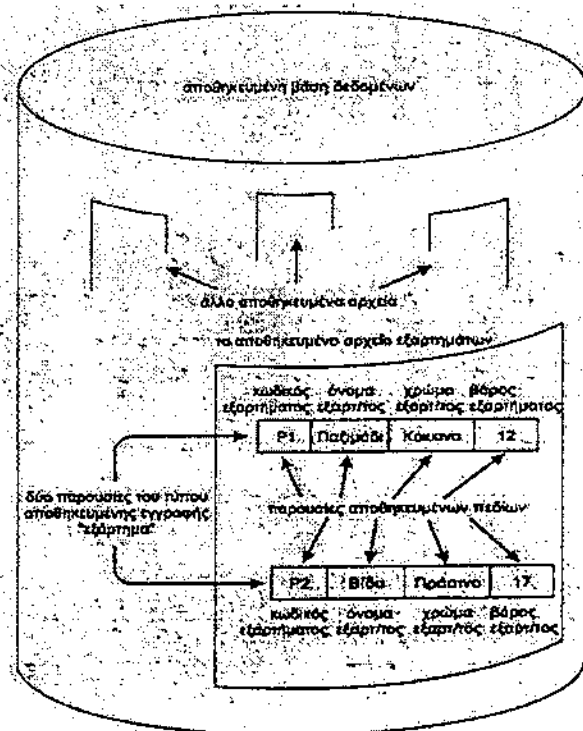 αποθηκευμένη βάση δεδομένων
άλλα αποθηκευμένα αρχεία
το αποθηκευμένο αρχείο εξαρτημάτων
κωδικός όνομα χρώμα βάρος
εξαρτήματος εξαρτ/τος εξαρτ/τος εξαρτήματος
P1 Παξιμάδι Κόκκινο 12
δύο παρουσίες του τύπου
αποθηκευμένης εγγραφής
"εξάρτημα"
παρουσίες αποθηκευμένων πεδίων
P2 Βίδα Πράσινο 17
κωδικός όνομα χρώμα βάρος
εξαρτήματος εξαρτ/τος εξαρτ/τος εξαρτ/τος